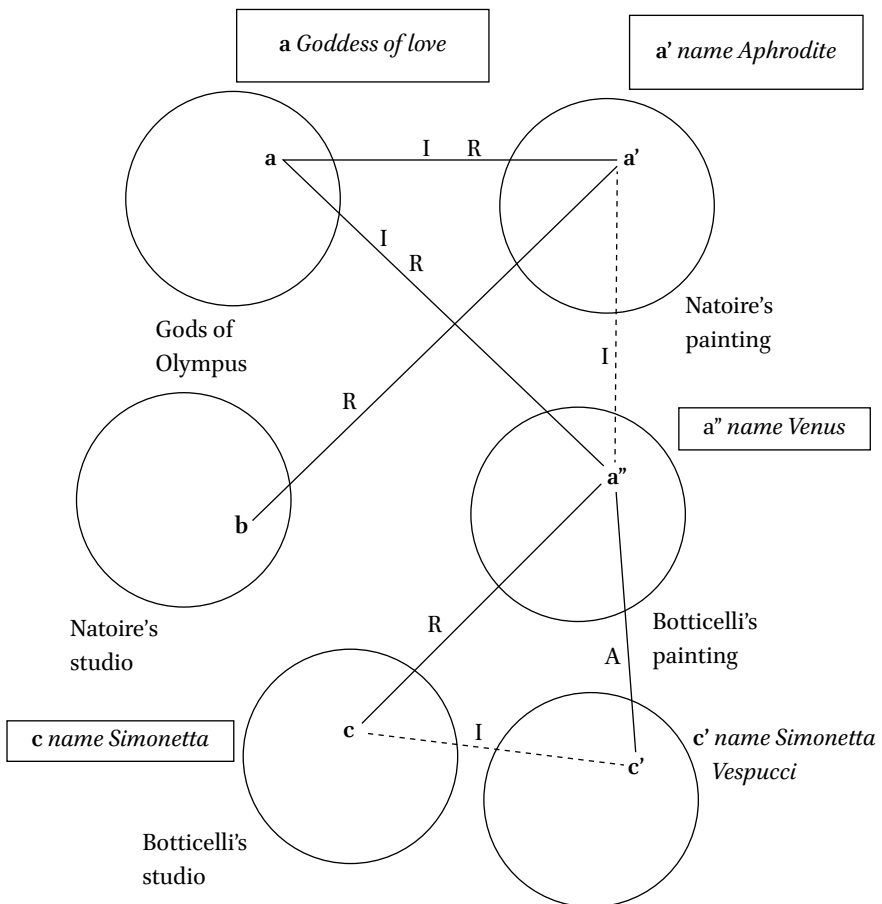 a Goddess of love
a’ name Aphrodite
a
I R
a’
I
R
Gods of
Olympus
Natoire’s
painting
I
R
a” name Venus
a”
b
Natoire’s
studio
R
Botticelli’s
painting
A
c name Simonetta
c
I
c’
c’ name Simonetta
Vespucci
Botticelli’s
studio